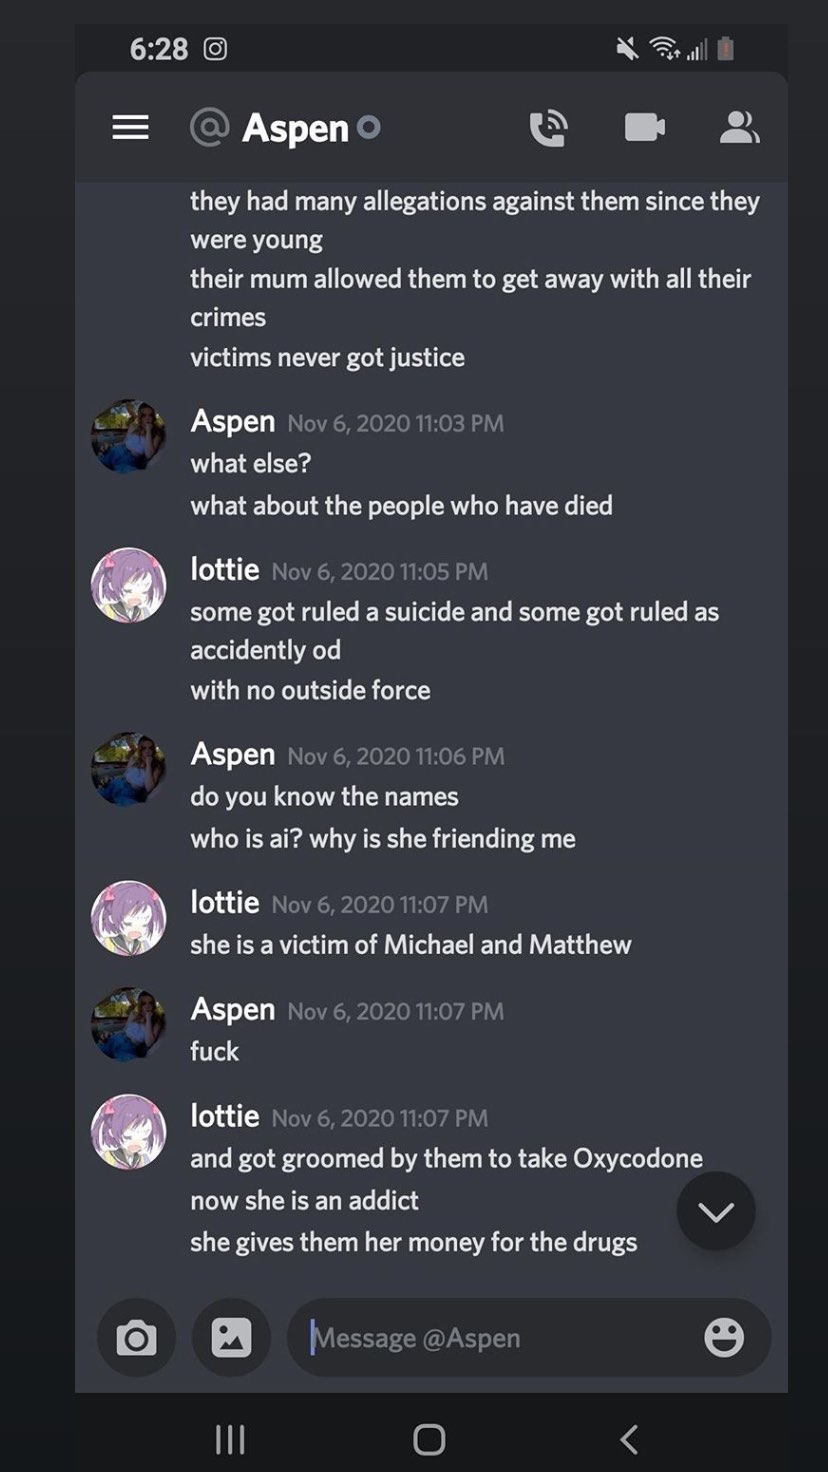 6:28
@ Aspen
they had many allegations against them since they
were young
their mum allowed them to get away with all their
crimes
victims never got justice
Aspen Nov 6, 2020 11:03 PM
what else?
what about the people who have died
lottie Nov 6, 2020 11:05 PM
some got ruled a suicide and some got ruled as
accidently od
with no outside force
Aspen Nov 6, 2020 11:06 PM
do you know the names
who is ai? why is she friending me
lottie Nov 6, 2020 11:07 PM
she is a victim of Michael and Matthew
Aspen Nov 6, 2020 11:07 PM
fuck
lottie Nov 6, 2020 11:07 PM
and got groomed by them to take Oxycodone
now she is an addict
she gives them her money for the drugs
Message @Aspen